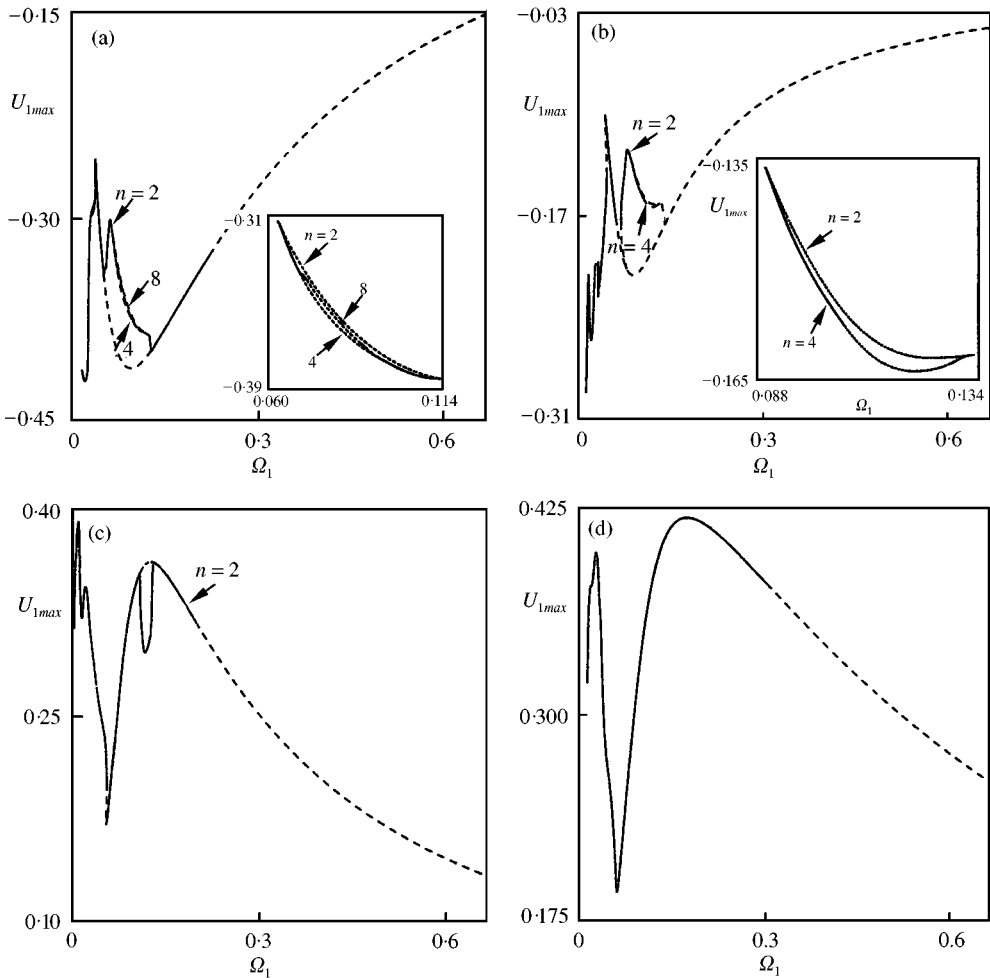 −0·15
(a)
U1max
n = 2
−0·30
8
4
−0·31
n = 2
8
4
−0·39
0·060
0·114
−0·45
0
0·3
0·6
Ω1
−0·03
(b)
U1max
n = 2
−0·17
n = 4
−0·135
U1max
n = 2
n = 4
−0·165
0·088
Ω1
0·134
−0·31
0
0·3
0·6
Ω1
0·40
(c)
U1max
n = 2
0·25
0·10
0
0·3
0·6
Ω1
0·425
(d)
U1max
0·300
0·175
0
0·3
0·6
Ω1